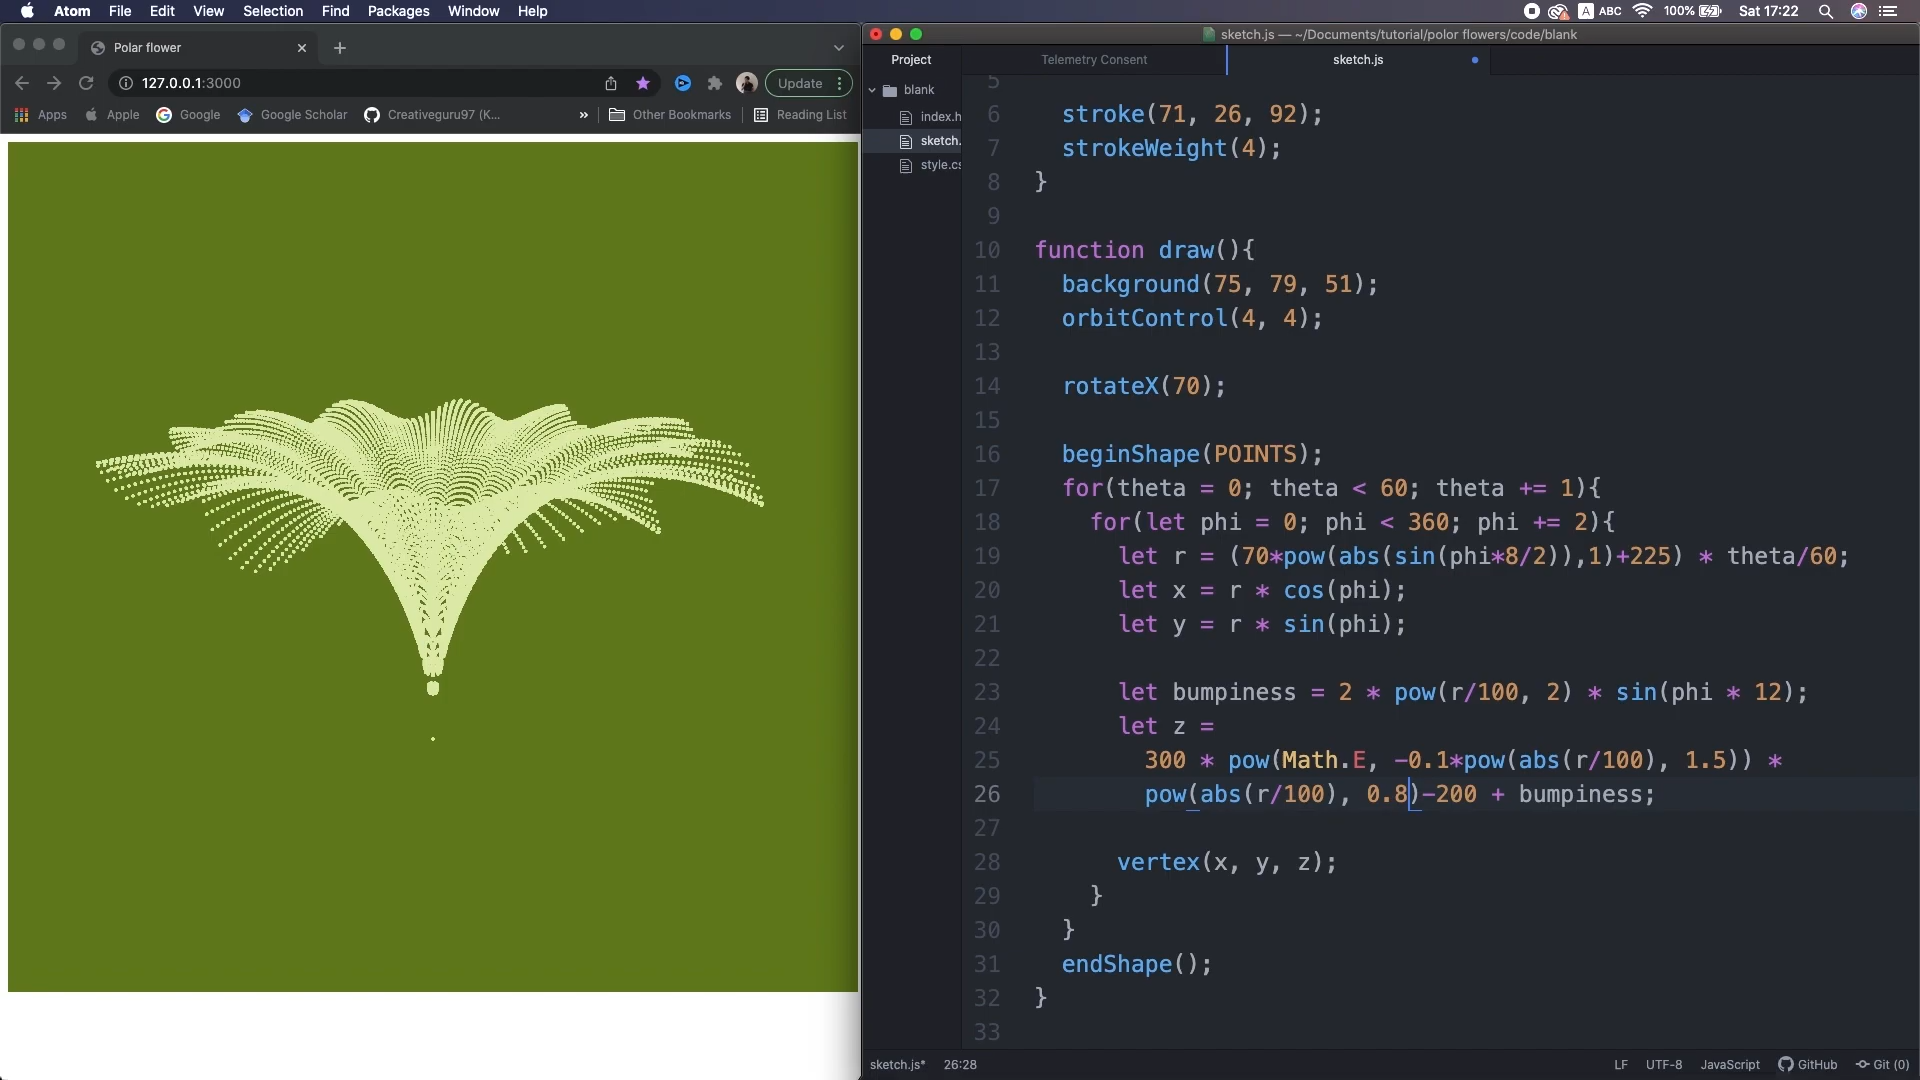 Atom File Edit View Selection Find Packages Window Help
A ABC 100% Sat 17:22
Polar flower
127.0.0.1:3000
Update
Apps Apple Google Google Scholar Creativeguru97 (K... » Other Bookmarks Reading List
sketch.js — ~/Documents/tutorial/polor flowers/code/blank
Project
Telemetry Consent
sketch.js
blank
index.h
sketch.
style.cs
5
6 stroke(71, 26, 92);
7 strokeWeight(4);
8 }
9
10 function draw(){
11 background(75, 79, 51);
12 orbitControl(4, 4);
13
14 rotateX(70);
15
16 beginShape(POINTS);
17 for(theta = 0; theta < 60; theta += 1){
18 for(let phi = 0; phi < 360; phi += 2){
19 let r = (70*pow(abs(sin(phi*8/2)),1)+225) * theta/60;
20 let x = r * cos(phi);
21 let y = r * sin(phi);
22
23 let bumpiness = 2 * pow(r/100, 2) * sin(phi * 12);
24 let z =
25 300 * pow(Math.E, -0.1*pow(abs(r/100), 1.5)) *
26 pow(abs(r/100), 0.8)-200 + bumpiness;
27
28 vertex(x, y, z);
29 }
30 }
31 endShape();
32 }
33
sketch.js* 26:28
LF UTF-8 JavaScript GitHub Git (0)